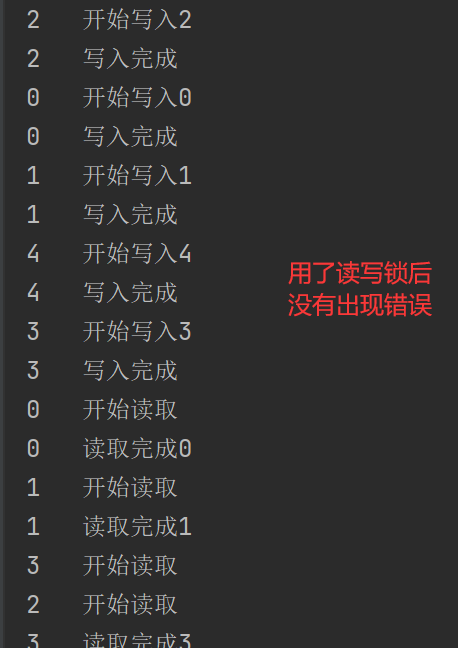 2 开始写入2
2 写入完成
0 开始写入0
0 写入完成
1 开始写入1
1 写入完成
4 开始写入4
4 写入完成
3 开始写入3
3 写入完成
0 开始读取
0 读取完成0
1 开始读取
1 读取完成1
3 开始读取
2 开始读取
3 读取完成3
用了读写锁后
没有出现错误